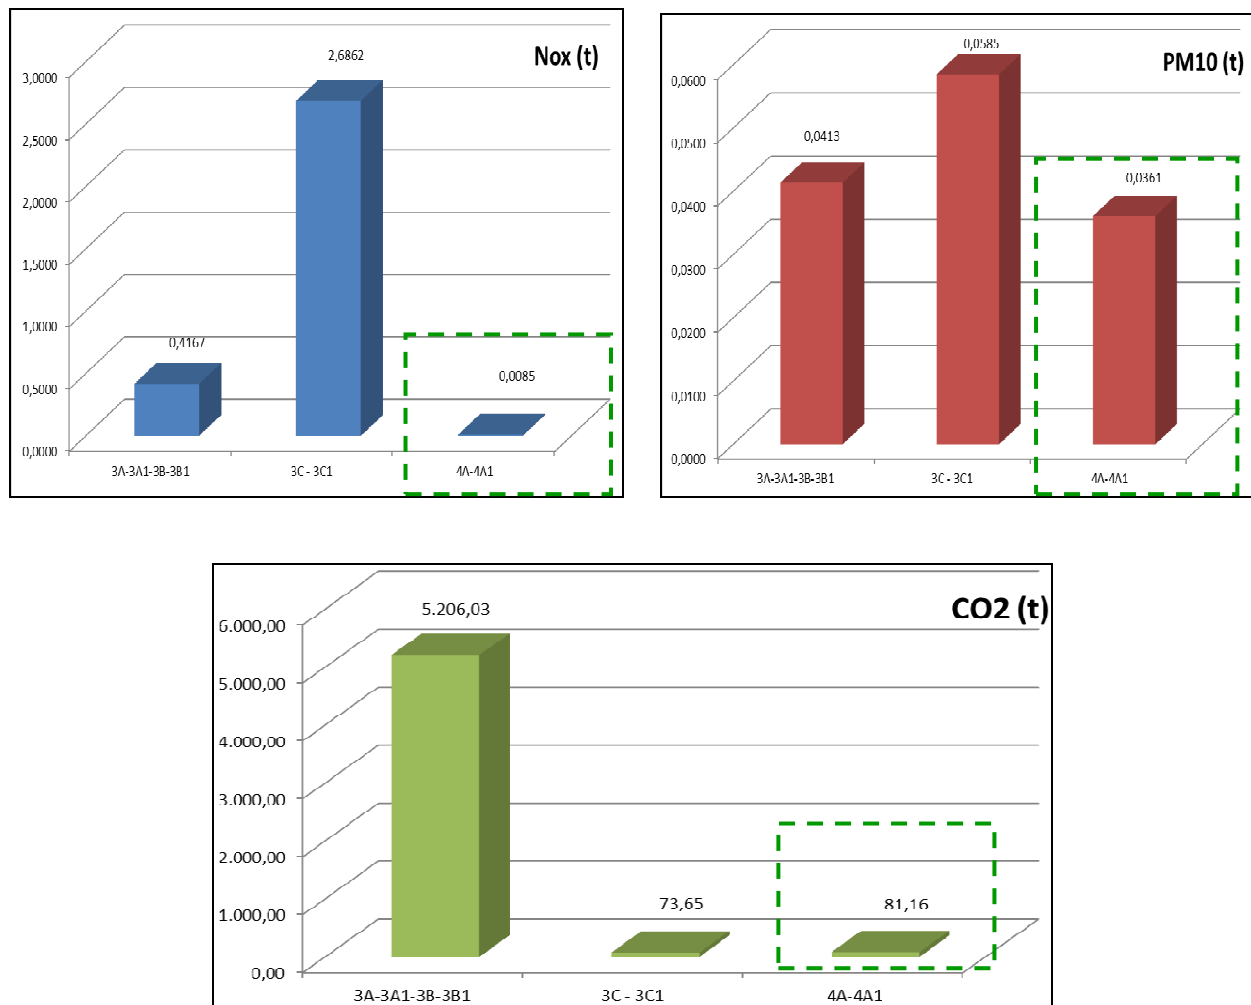 Nox (t)
3,0000
2,5000
2,0000
1,5000
1,0000
0,5000
0,0000
2,6862
0,4167
0,0085
3A-3A1-3B-3B1
3C - 3C1
4A-4A1
PM10 (t)
0,0600
0,0500
0,0400
0,0300
0,0200
0,0100
0,0000
0,0413
0,0585
0,0361
3A-3A1-3B-3B1
3C - 3C1
4A-4A1
CO2 (t)
6.000,00
5.000,00
4.000,00
3.000,00
2.000,00
1.000,00
0,00
5.206,03
73,65
81,16
3A-3A1-3B-3B1
3C - 3C1
4A-4A1